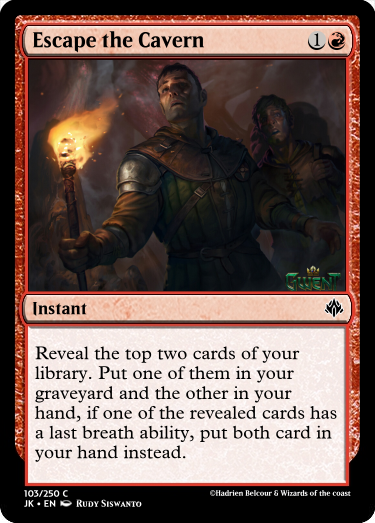 Escape the Cavern 1
GWENT
Instant
Reveal the top two cards of your
library. Put one of them in your
graveyard and the other in your
hand, if one of the revealed cards has
a last breath ability, put both card in
your hand instead.
103/250 C
JK • EN Rudy Siswanto
©Hadrien Belcour & Wizards of the coast